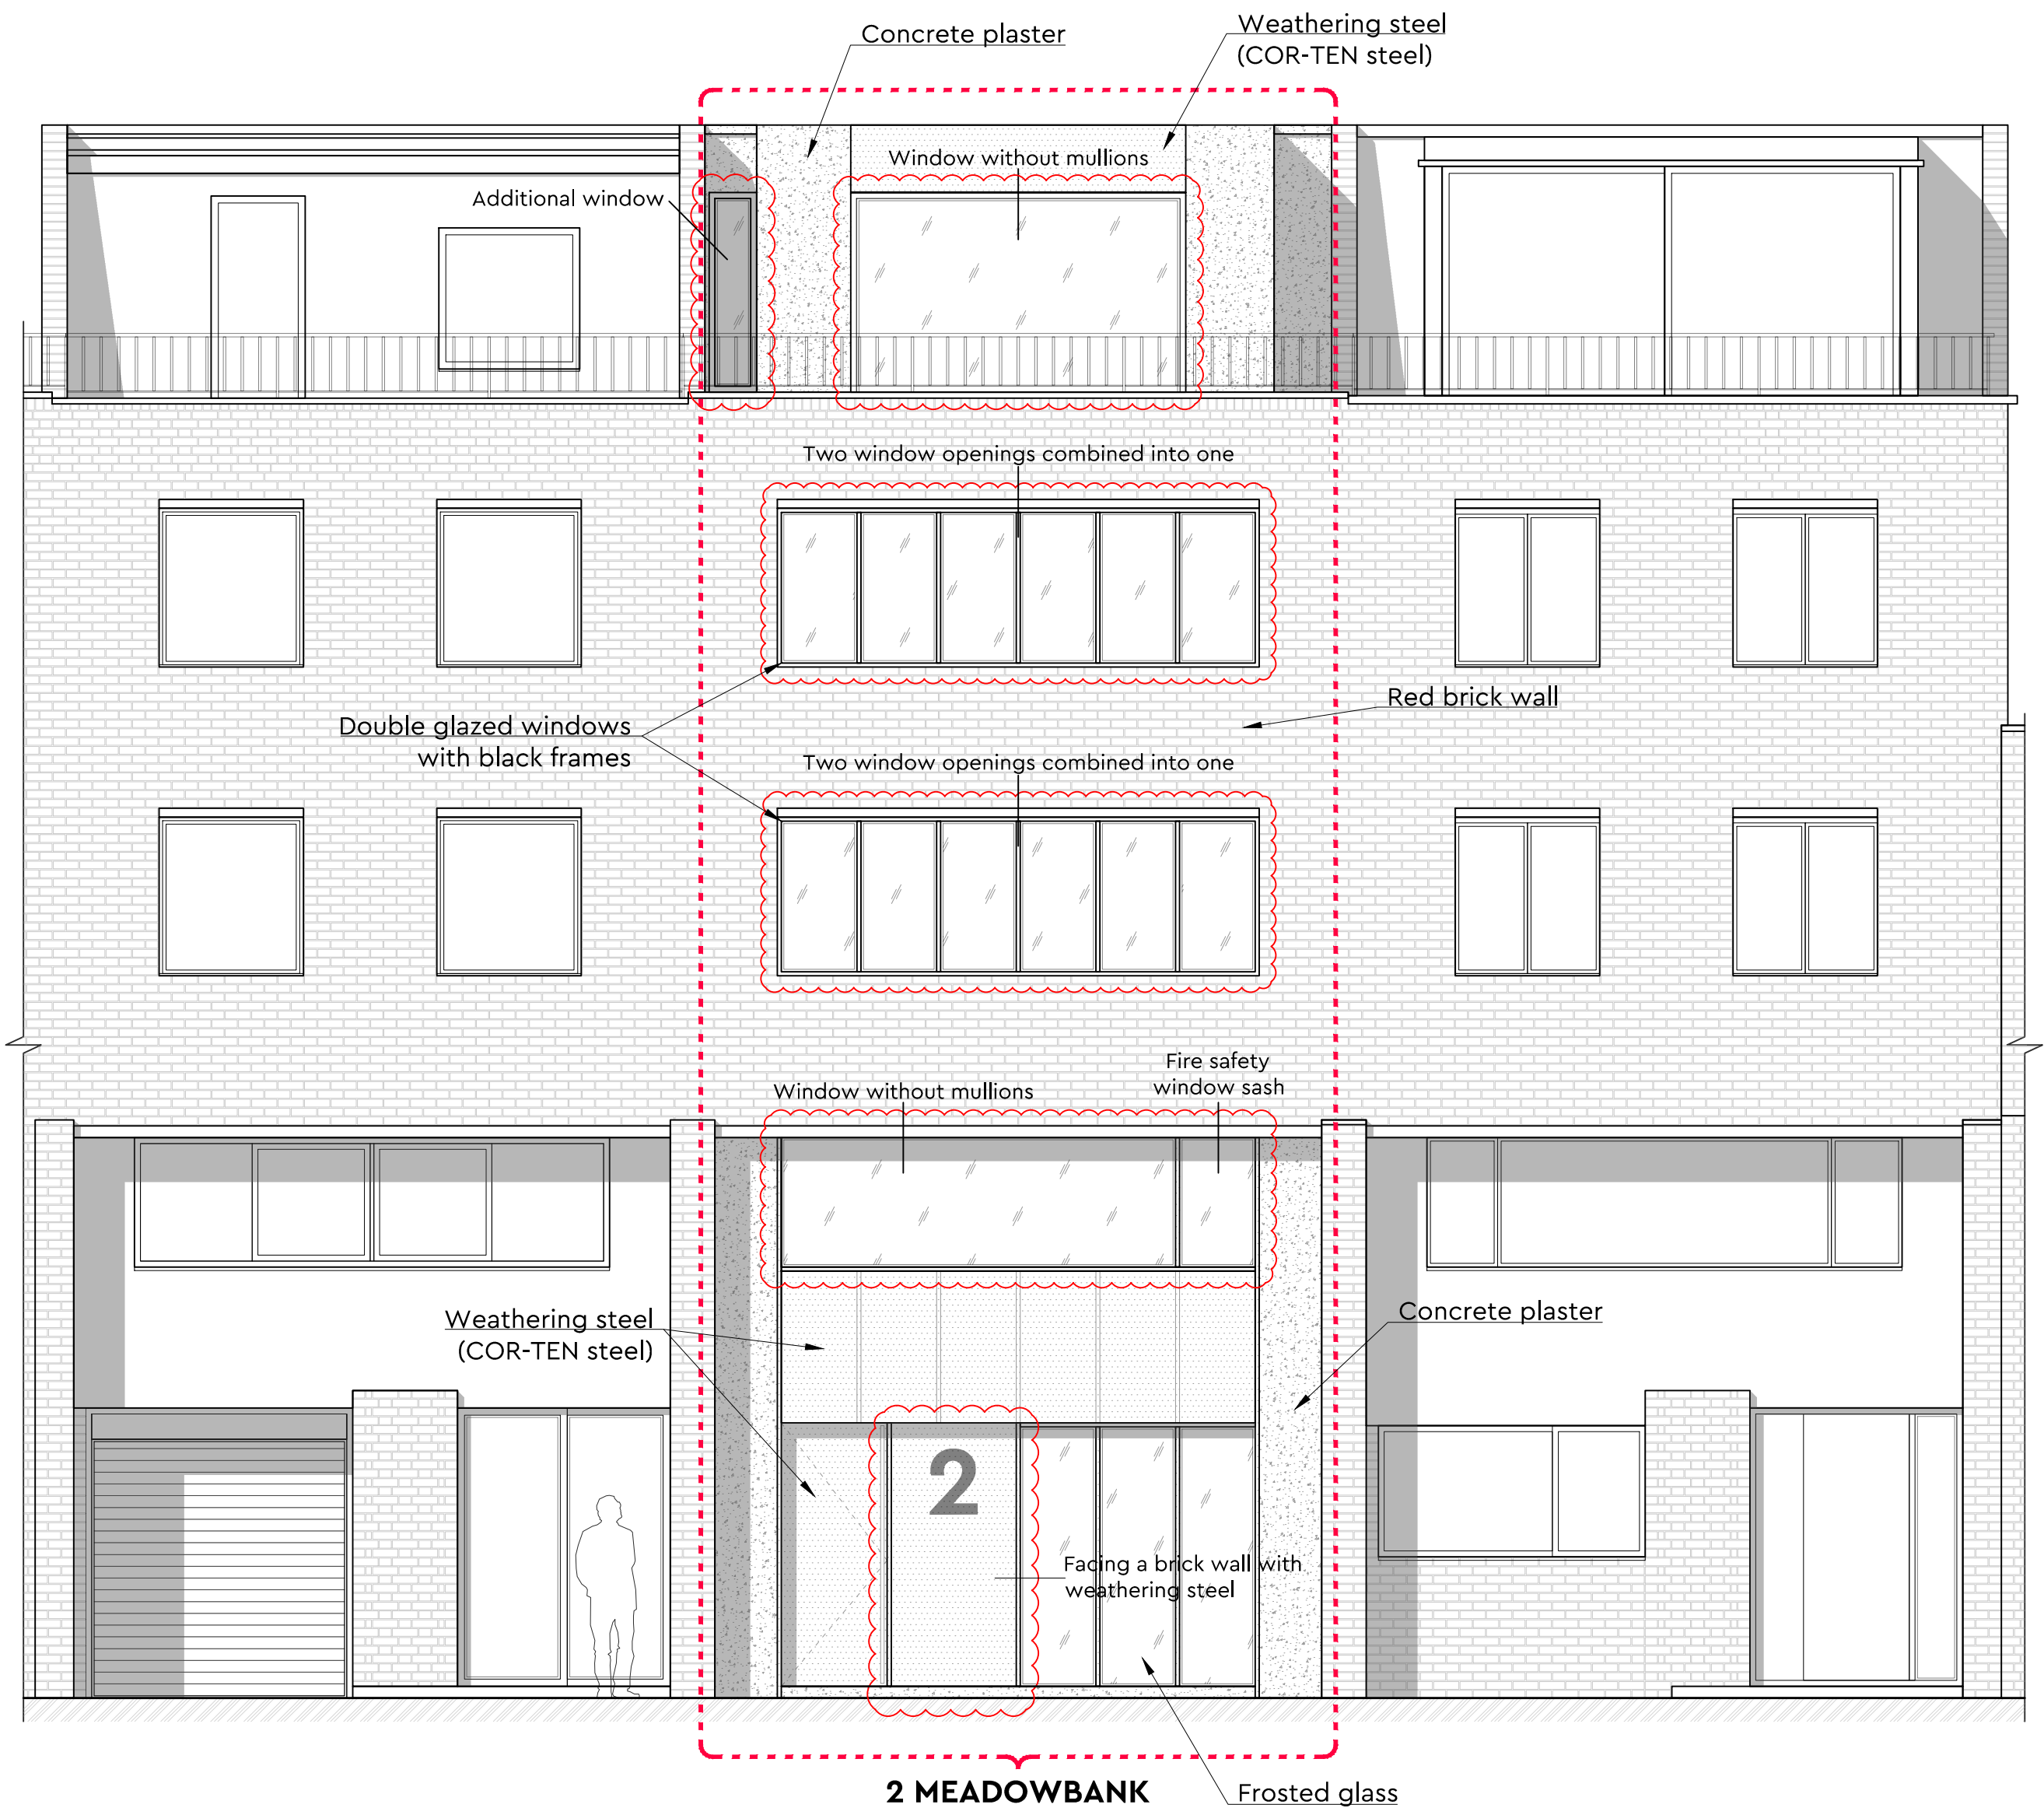 Concrete plaster
Weathering steel
(COR-TEN steel)
Window without mullions
Additional window
Two window openings combined into one
Double glazed windows
with black frames
Red brick wall
Two window openings combined into one
Fire safety
window sash
Window without mullions
Weathering steel
(COR-TEN steel)
Concrete plaster
2
Facing a brick wall with
weathering steel
2 MEADOWBANK
Frosted glass